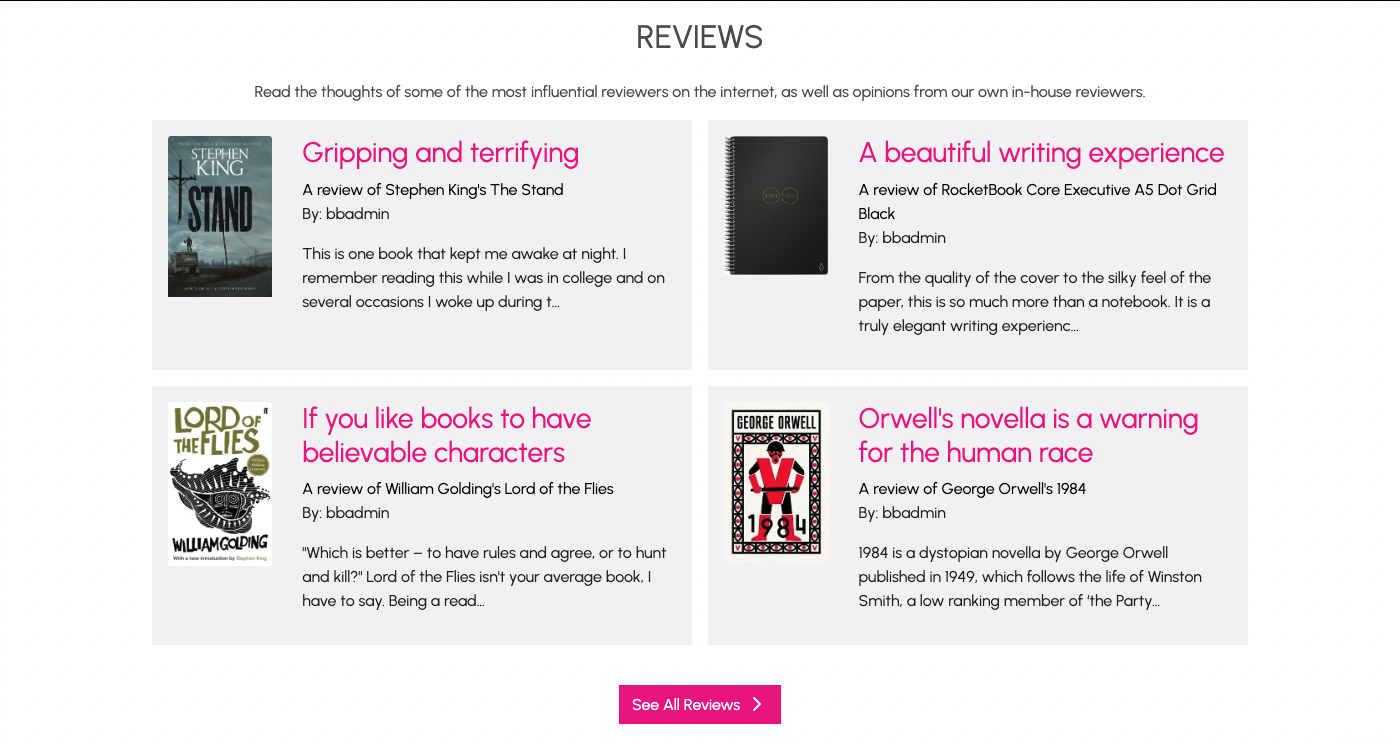 REVIEWS
Read the thoughts of some of the most influential reviewers on the internet, as well as opinions from our own in-house reviewers.
STEPHEN
KING
THE
STAND
Gripping and terrifying
A review of Stephen King's The Stand
By: bbadmin
This is one book that kept me awake at night. I
remember reading this while I was in college and on
several occasions I woke up during t...
A beautiful writing experience
A review of RocketBook Core Executive A5 Dot Grid
Black
By: bbadmin
From the quality of the cover to the silky feel of the
paper, this is so much more than a notebook. It is a
truly elegant writing experienc...
LORD OF
THE FLIES
WILLIAM GOLDING
With a new introduction by Stephen King
If you like books to have
believable characters
A review of William Golding's Lord of the Flies
By: bbadmin
"Which is better – to have rules and agree, or to hunt
and kill?" Lord of the Flies isn't your average book, I
have to say. Being a read...
GEORGE ORWELL
1984
Orwell's novella is a warning
for the human race
A review of George Orwell's 1984
By: bbadmin
1984 is a dystopian novella by George Orwell
published in 1949, which follows the life of Winston
Smith, a low ranking member of 'the Party...
See All Reviews